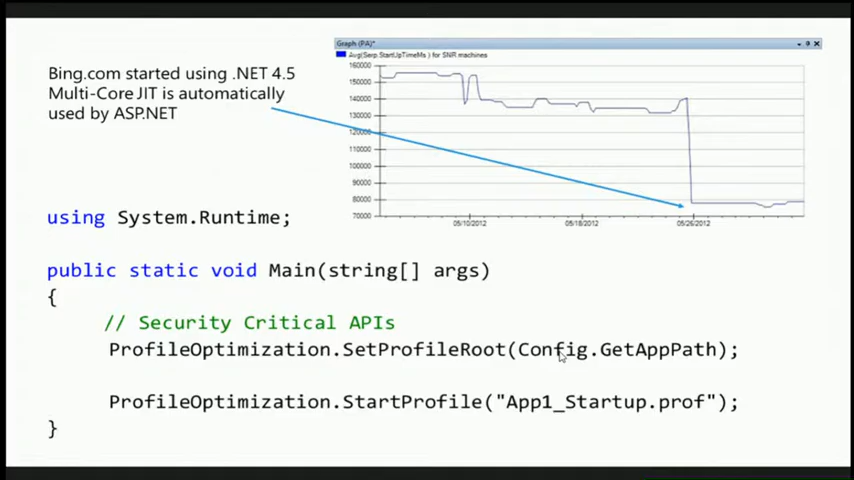 Graph (PA)*
Avg(Serp.StartUpTimeMs ) for SNR machines
Bing.com started using .NET 4.5
Multi-Core JIT is automatically
used by ASP.NET
160000
150000
140000
130000
120000
110000
100000
90000
80000
70000
05/10/2012
05/18/2012
05/26/2012
using System.Runtime;
public static void Main(string[] args)
{
// Security Critical APIs
ProfileOptimization.SetProfileRoot(Config.GetAppPath);
ProfileOptimization.StartProfile("App1_Startup.prof");
}